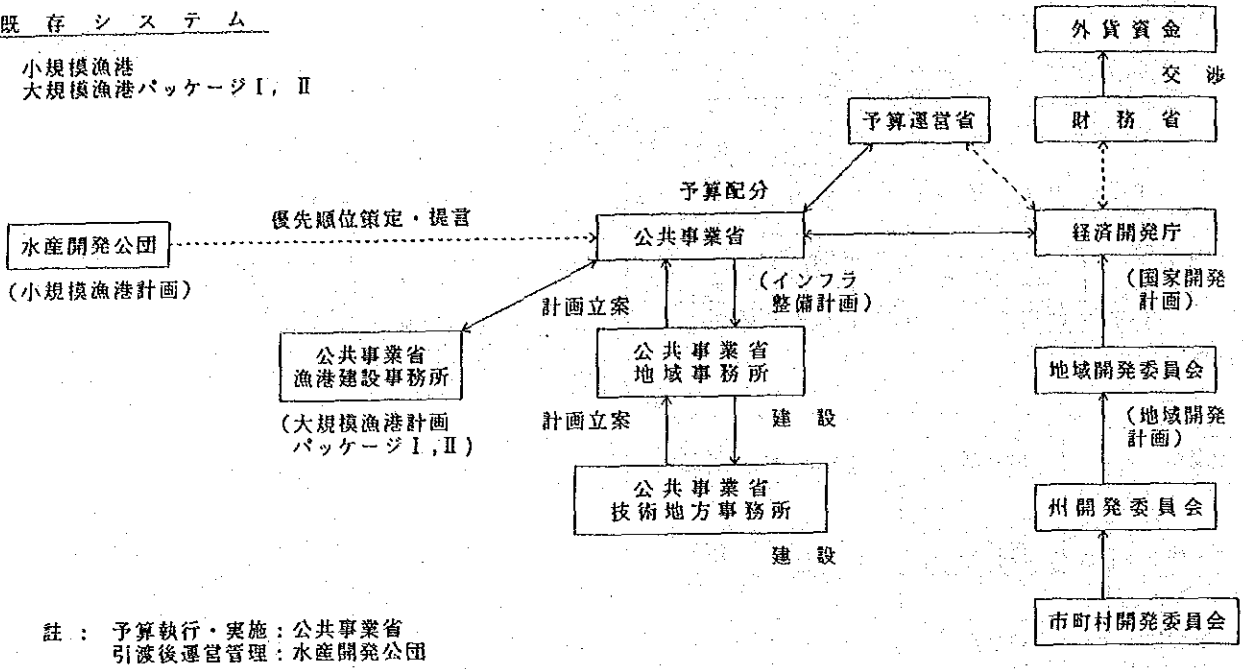 既存システム
小規模漁港
大規模漁港パッケージⅠ，Ⅱ
外貨資金
交渉
予算運営省
財務省
予算配分
優先順位策定・提言
水産開発公団
公共事業省
経済開発庁
(小規模漁港計画)
計画立案
(インフラ
整備計画)
(国家開発
計画)
公共事業省
漁港建設事務所
公共事業省
地域事務所
地域開発委員会
(大規模漁港計画
パッケージⅠ,Ⅱ)
計画立案
建設
(地域開発
計画)
公共事業省
技術地方事務所
州開発委員会
建設
市町村開発委員会
註：予算執行・実施：公共事業省
引渡後運営管理：水産開発公団